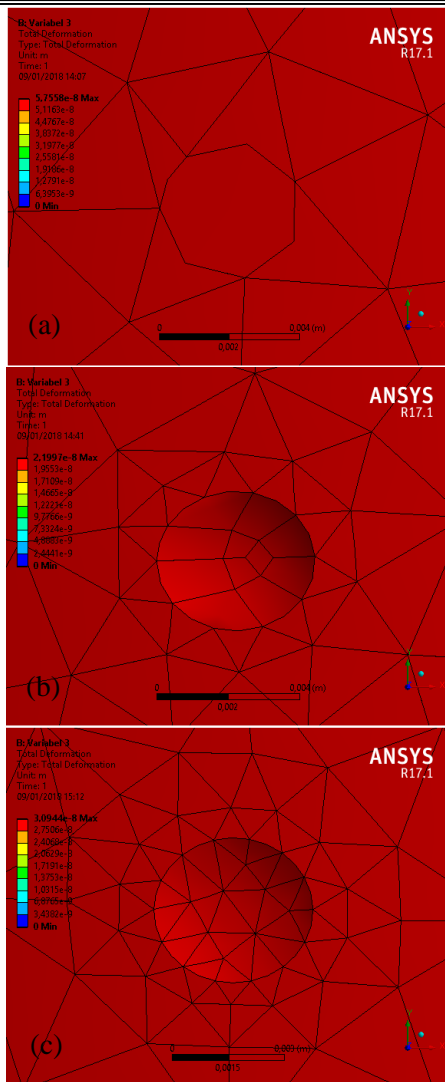 B: Variabel 3
Total Deformation
Type: Total Deformation
Unit: m
Time: 1
09/01/2018 14:07
ANSYS
R17.1
5,7558e-8 Max
5,1163e-8
4,4767e-8
3,8372e-8
3,1977e-8
2,5581e-8
1,9186e-8
1,2791e-8
6,3953e-9
0 Min
(a)
0
0,004 (m)
0,002
Y
B: Variabel 3
Total Deformation
Type: Total Deformation
Unit: m
Time: 1
09/01/2018 14:41
ANSYS
R17.1
2,1997e-8 Max
1,9553e-8
1,7109e-8
1,4665e-8
1,2221e-8
9,7766e-9
7,3324e-9
4,8883e-9
2,4441e-9
0 Min
(b)
0
0,004 (m)
0,002
Y
B: Variabel 3
Total Deformation
Type: Total Deformation
Unit: m
Time: 1
09/01/2018 15:12
ANSYS
R17.1
3,0944e-8 Max
2,7506e-8
2,4068e-8
2,0629e-8
1,7191e-8
1,3753e-8
1,0315e-8
6,8765e-9
3,4382e-9
0 Min
(c)
0
0,003 (m)
0,0015
Y